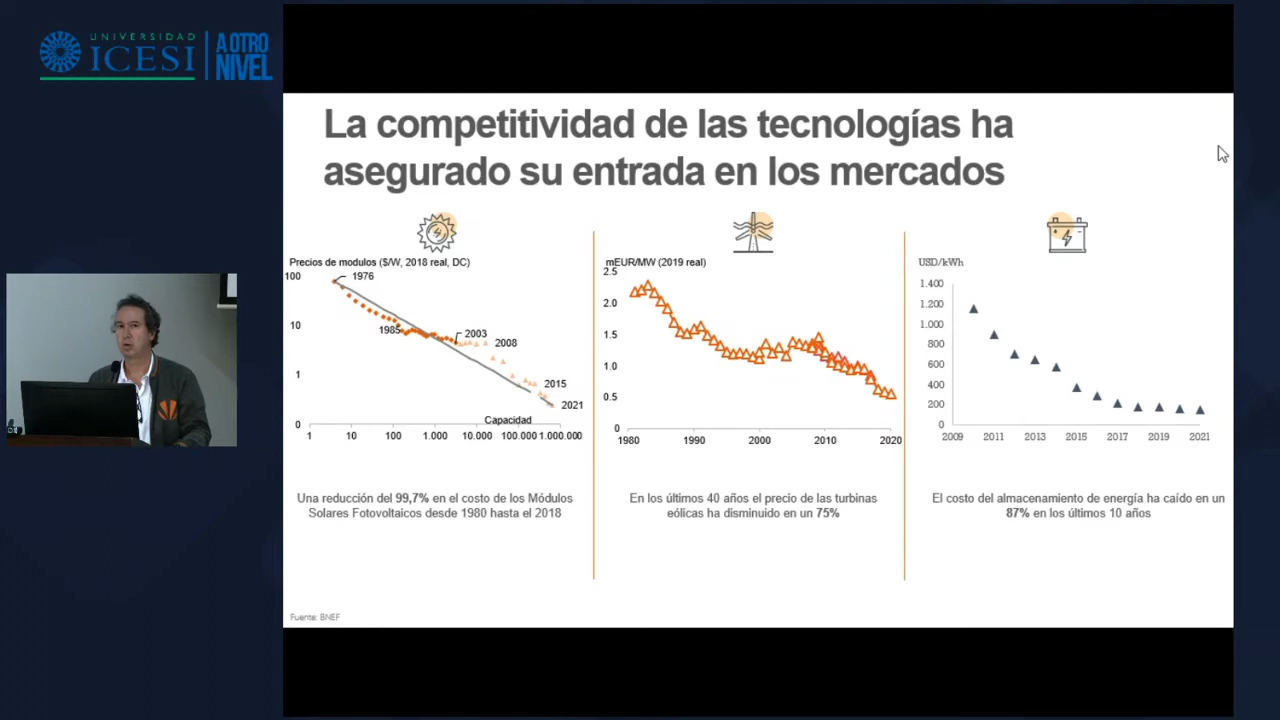 UNIVERSIDAD
ICESI
A OTRO
NIVEL
La competitividad de las tecnologías ha
asegurado su entrada en los mercados
Precios de modulos ($/W, 2018 real, DC)
100
10
1
0
1976
1985
2003
2008
2015
2021
Capacidad
1 10 100 1.000 10.000 100.000 1.000.000
Una reducción del 99,7% en el costo de los Módulos
Solares Fotovoltaicos desde 1980 hasta el 2018
mEUR/MW (2019 real)
2.5
2.0
1.5
1.0
0.5
0
1980 1990 2000 2010 2020
En los últimos 40 años el precio de las turbinas
eólicas ha disminuido en un 75%
USD/kWh
1.400
1.200
1.000
800
600
400
200
0
2009 2011 2013 2015 2017 2019 2021
El costo del almacenamiento de energía ha caído en un
87% en los últimos 10 años
Fuente: BNEF